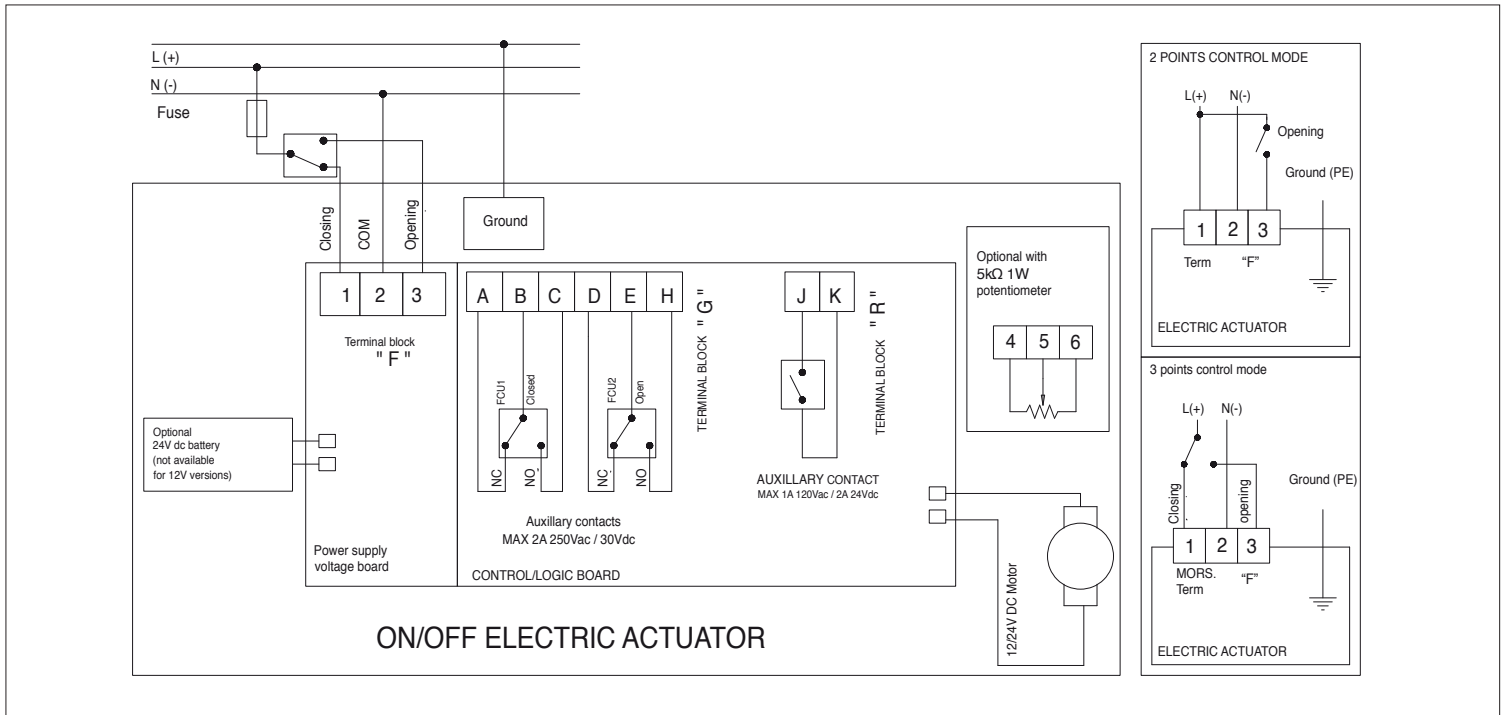 L (+)
N (-)
Fuse
Closing
COM
Opening
Ground
1 2 3
Terminal block
" F "
Optional
24V dc battery
(not available
for 12V versions)
Power supply
voltage board
A B C D E H
TERMINAL BLOCK " G "
FCU1
Closed
FCU2
Open
NC
NO
NC
NO
Auxillary contacts
MAX 2A 250Vac / 30Vdc
CONTROL/LOGIC BOARD
J K
TERMINAL BLOCK " R "
AUXILLARY CONTACT
MAX 1A 120Vac / 2A 24Vdc
Optional with
5kΩ 1W
potentiometer
4 5 6
12/24V DC Motor
ON/OFF ELECTRIC ACTUATOR
2 POINTS CONTROL MODE
L(+) N(-)
Opening
Ground (PE)
1 2 3
Term "F"
ELECTRIC ACTUATOR
3 points control mode
L(+) N(-)
Closing
opening
Ground (PE)
1 2 3
MORS.
Term "F"
ELECTRIC ACTUATOR